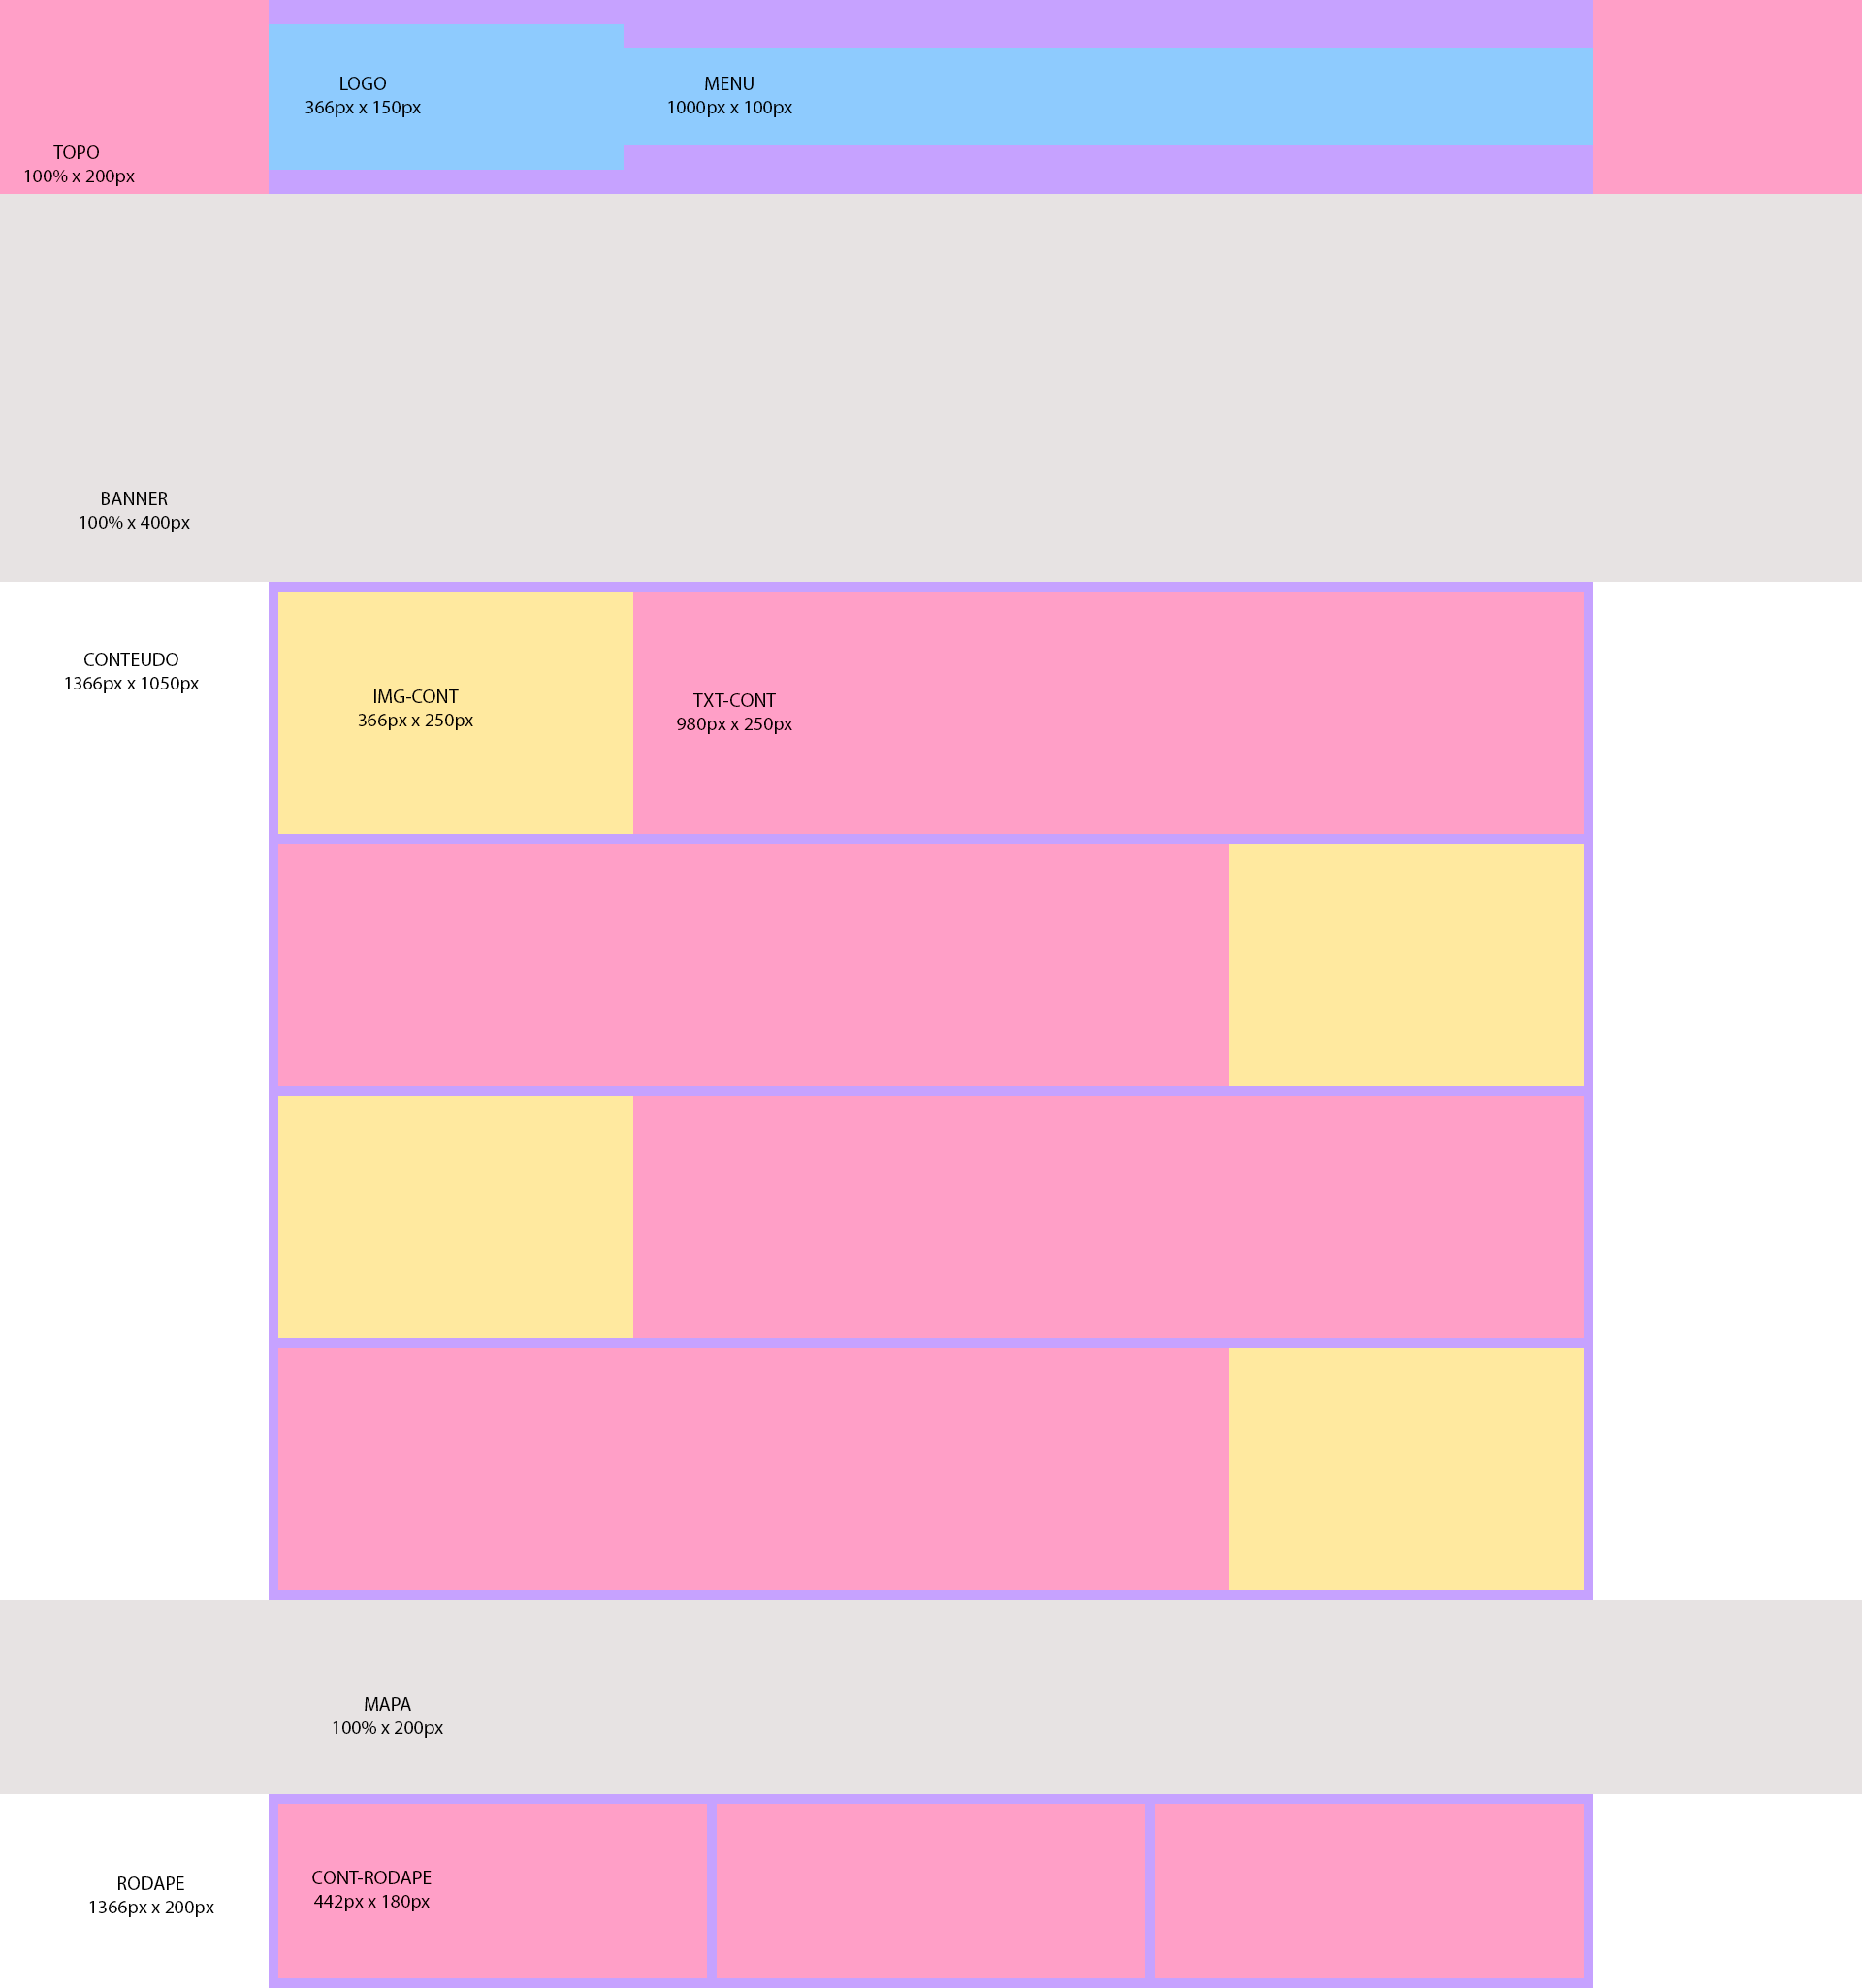 LOGO
366px x 150px
MENU
1000px x 100px
TOPO
100% x 200px
BANNER
100% x 400px
CONTEUDO
1366px x 1050px
IMG-CONT
366px x 250px
TXT-CONT
980px x 250px
MAPA
100% x 200px
RODAPE
1366px x 200px
CONT-RODAPE
442px x 180px